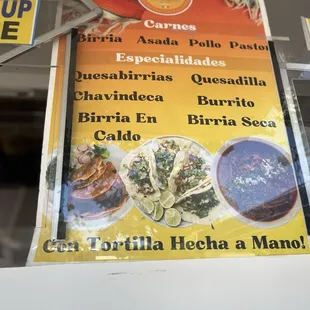 UP
E
Carnes
Birria Asada Pollo Pastor
Especialidades
Quesabirrias Quesadilla
Chavindeca Burrito
Birria En Caldo Birria Seca
Con Tortilla Hecha a Mano!